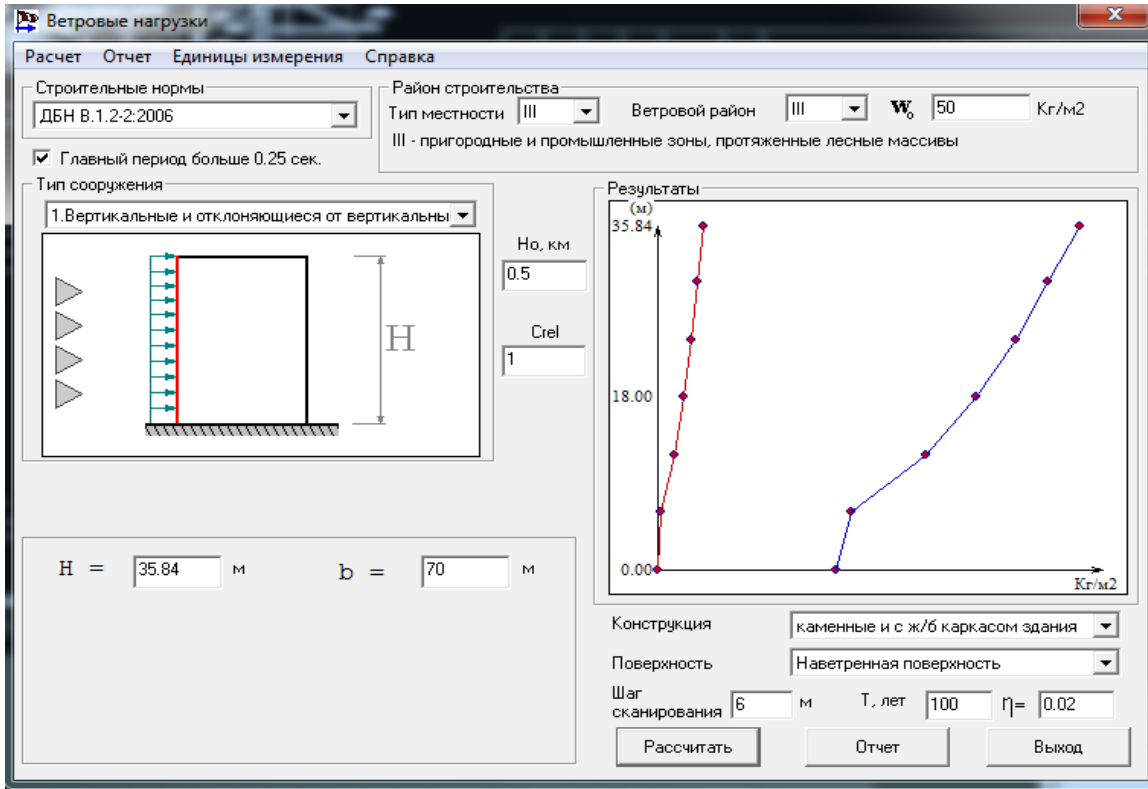 Ветровые нагрузки
Расчет Отчет Единицы измерения Справка
Строительные нормы
ДБН В.1.2-2:2006
Район строительства
Тип местности III Ветровой район III Wo 50 Кг/м2
III - пригородные и промышленные зоны, протяженные лесные массивы
Главный период больше 0.25 сек.
Тип сооружения
1.Вертикальные и отклоняющиеся от вертикальны
H
Ho, км
0.5
Crel
1
Результаты
(м)
35.84
18.00
0.00
Кг/м2
H = 35.84 м b = 70 м
Конструкция каменные и с ж/б каркасом здания
Поверхность Наветренная поверхность
Шаг
сканирования 6 м T, лет 100 η= 0.02
Рассчитать Отчет Выход